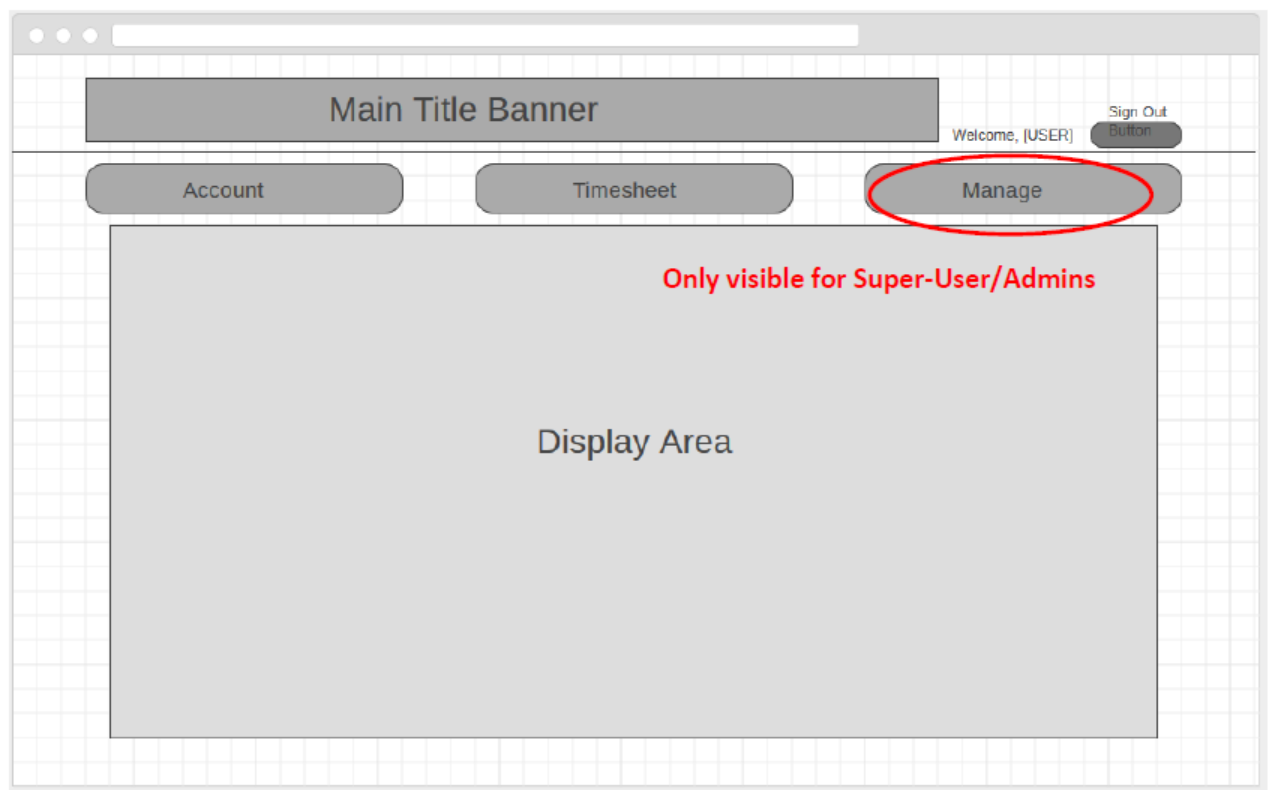 Main Title Banner
Welcome, [USER]
Sign Out
Button
Account
Timesheet
Manage
Only visible for Super-User/Admins
Display Area